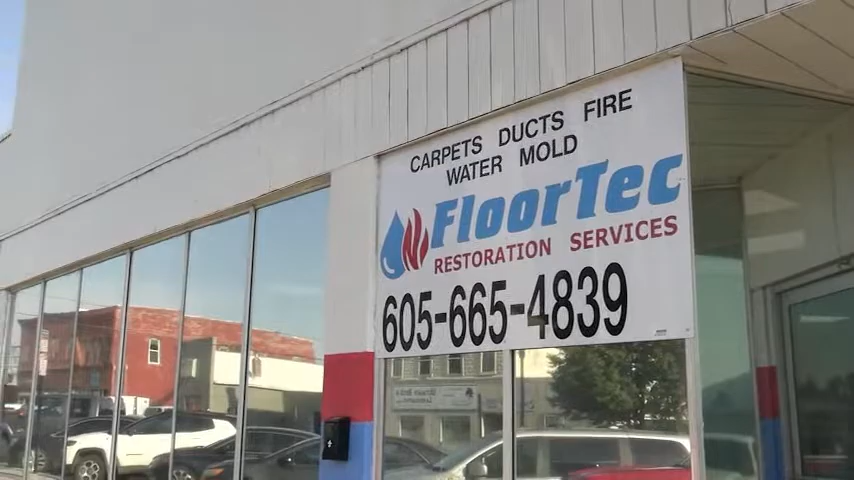 CARPETS DUCTS FIRE
WATER MOLD
FloorTec
RESTORATION SERVICES
605-665-4839